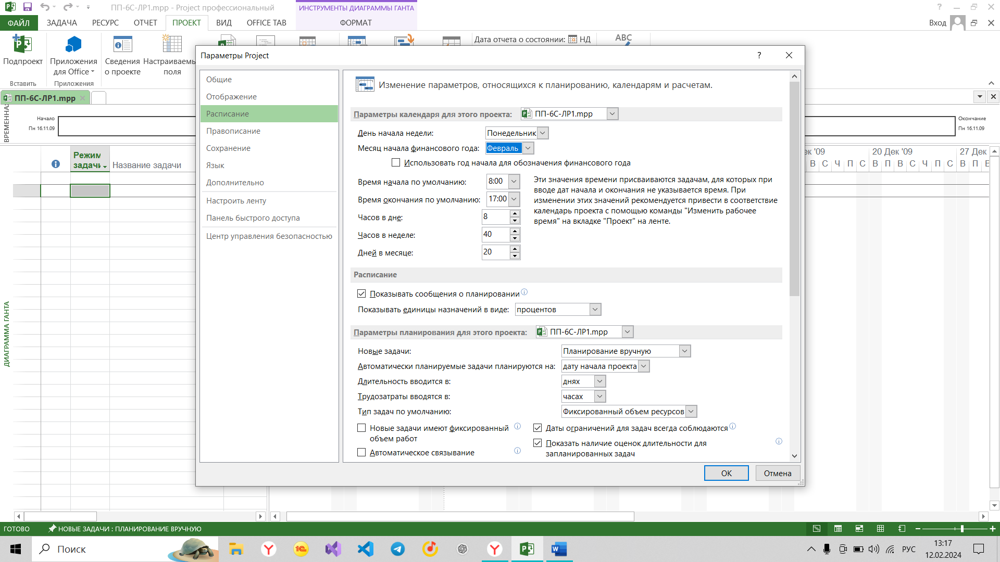 ПП-6С-ЛР1.mpp - Project профессиональный
ИНСТРУМЕНТЫ ДИАГРАММЫ ГАНТА
ФАЙЛ
ЗАДАЧА
РЕСУРС
ОТЧЕТ
ПРОЕКТ
ВИД
OFFICE TAB
ФОРМАТ
Вход
Подпроект
Приложения
для Office
Сведения
о проекте
Настраиваемь
поля
Дата отчета о состоянии:
НД
ABC
Вставить
Приложения
ПП-6С-ЛР1.mpp
ВРЕМЕННАЯ
Начало
Пн 16.11.09
Окончание
Пн 16.11.09
Режим
задачи
Название задачи
ек '09
20 Дек '09
27 Дек
В С Ч П С В П В С Ч П С В П В
ДИАГРАММА ГАНТА
Параметры Project
?
Общие
Отображение
Расписание
Правописание
Сохранение
Язык
Дополнительно
Настроить ленту
Панель быстрого доступа
Центр управления безопасностью
Изменение параметров, относящихся к планированию, календарям и расчетам.
Параметры календаря для этого проекта:
ПП-6С-ЛР1.mpp
День начала недели:
Понедельник
Месяц начала финансового года:
Февраль
Использовать год начала для обозначения финансового года
Время начала по умолчанию:
8:00
Время окончания по умолчанию:
17:00
Часов в дне:
8
Часов в неделе:
40
Дней в месяце:
20
Эти значения времени присваиваются задачам, для которых при
вводе дат начала и окончания не указывается время. При
изменении этих значений рекомендуется привести в соответствие
календарь проекта с помощью команды "Изменить рабочее
время" на вкладке "Проект" на ленте.
Расписание
Показывать сообщения о планировании
Показывать единицы назначений в виде:
процентов
Параметры планирования для этого проекта:
ПП-6С-ЛР1.mpp
Новые задачи:
Планирование вручную
Автоматически планируемые задачи планируются на:
дату начала проекта
Длительность вводится в:
днях
Трудозатраты вводятся в:
часах
Тип задач по умолчанию:
Фиксированный объем ресурсов
Новые задачи имеют фиксированный
объем работ
Автоматическое связывание
Даты ограничений для задач всегда соблюдаются
Показать наличие оценок длительности для
запланированных задач
ОК
Отмена
ГОТОВО
НОВЫЕ ЗАДАЧИ : ПЛАНИРОВАНИЕ ВРУЧНУЮ
Поиск
РУС
13:17
12.02.2024